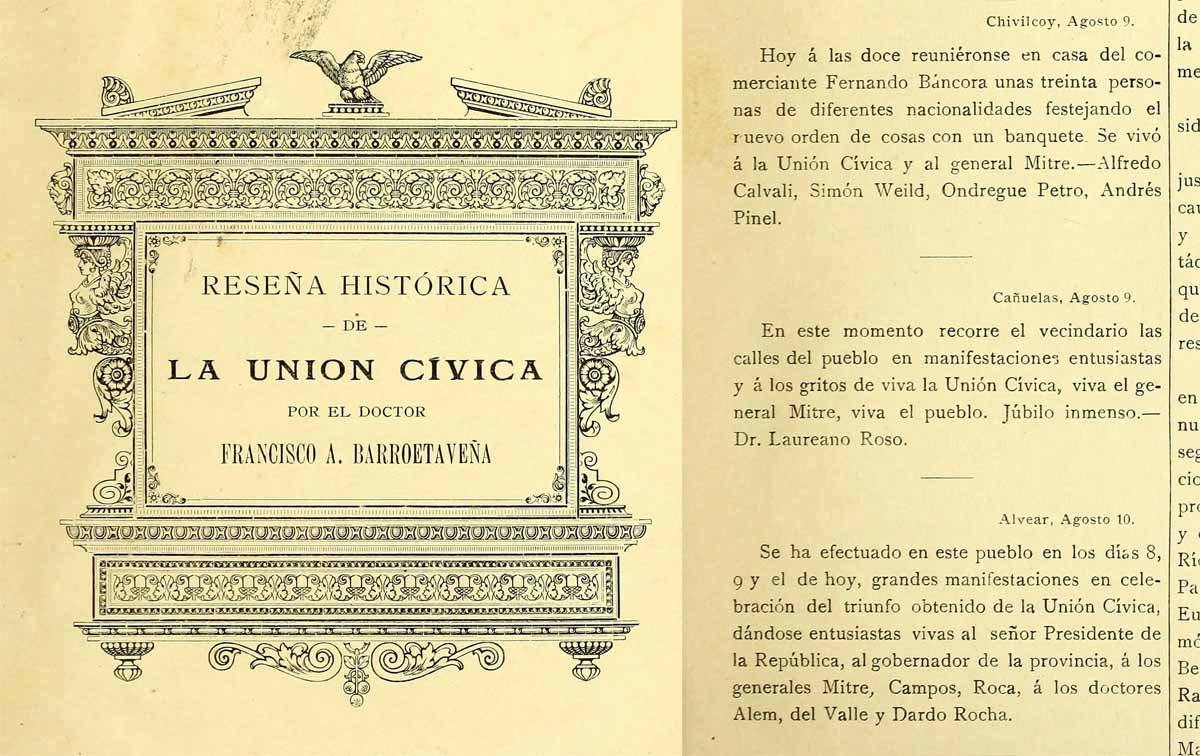 RESEÑA HISTÓRICA
– DE –
LA UNION CÍVICA
POR EL DOCTOR
FRANCISCO A. BARROETAVEÑA
Chivilcoy, Agosto 9.
Hoy á las doce reuniéronse en casa del co-
merciante Fernando Báncora unas treinta perso-
nas de diferentes nacionalidades festejando el
ruevo orden de cosas con un banquete. Se vivó
á la Unión Cívica y al general Mitre.—Alfredo
Calvali, Simón Weild, Ondregue Petro, Andrés
Pinel.
Cañuelas, Agosto 9.
En este momento recorre el vecindario las
calles del pueblo en manifestaciones entusiastas
y á los gritos de viva la Unión Cívica, viva el ge-
neral Mitre, viva el pueblo. Júbilo inmenso.—
Dr. Laureano Roso.
Alvear, Agosto 10.
Se ha efectuado en este pueblo en los días 8,
9 y el de hoy, grandes manifestaciones en cele-
bración del triunfo obtenido de la Unión Cívica,
dándose entusiastas vivas al señor Presidente de
la República, al gobernador de la provincia, á los
generales Mitre, Campos, Roca, á los doctores
Alem, del Valle y Dardo Rocha.